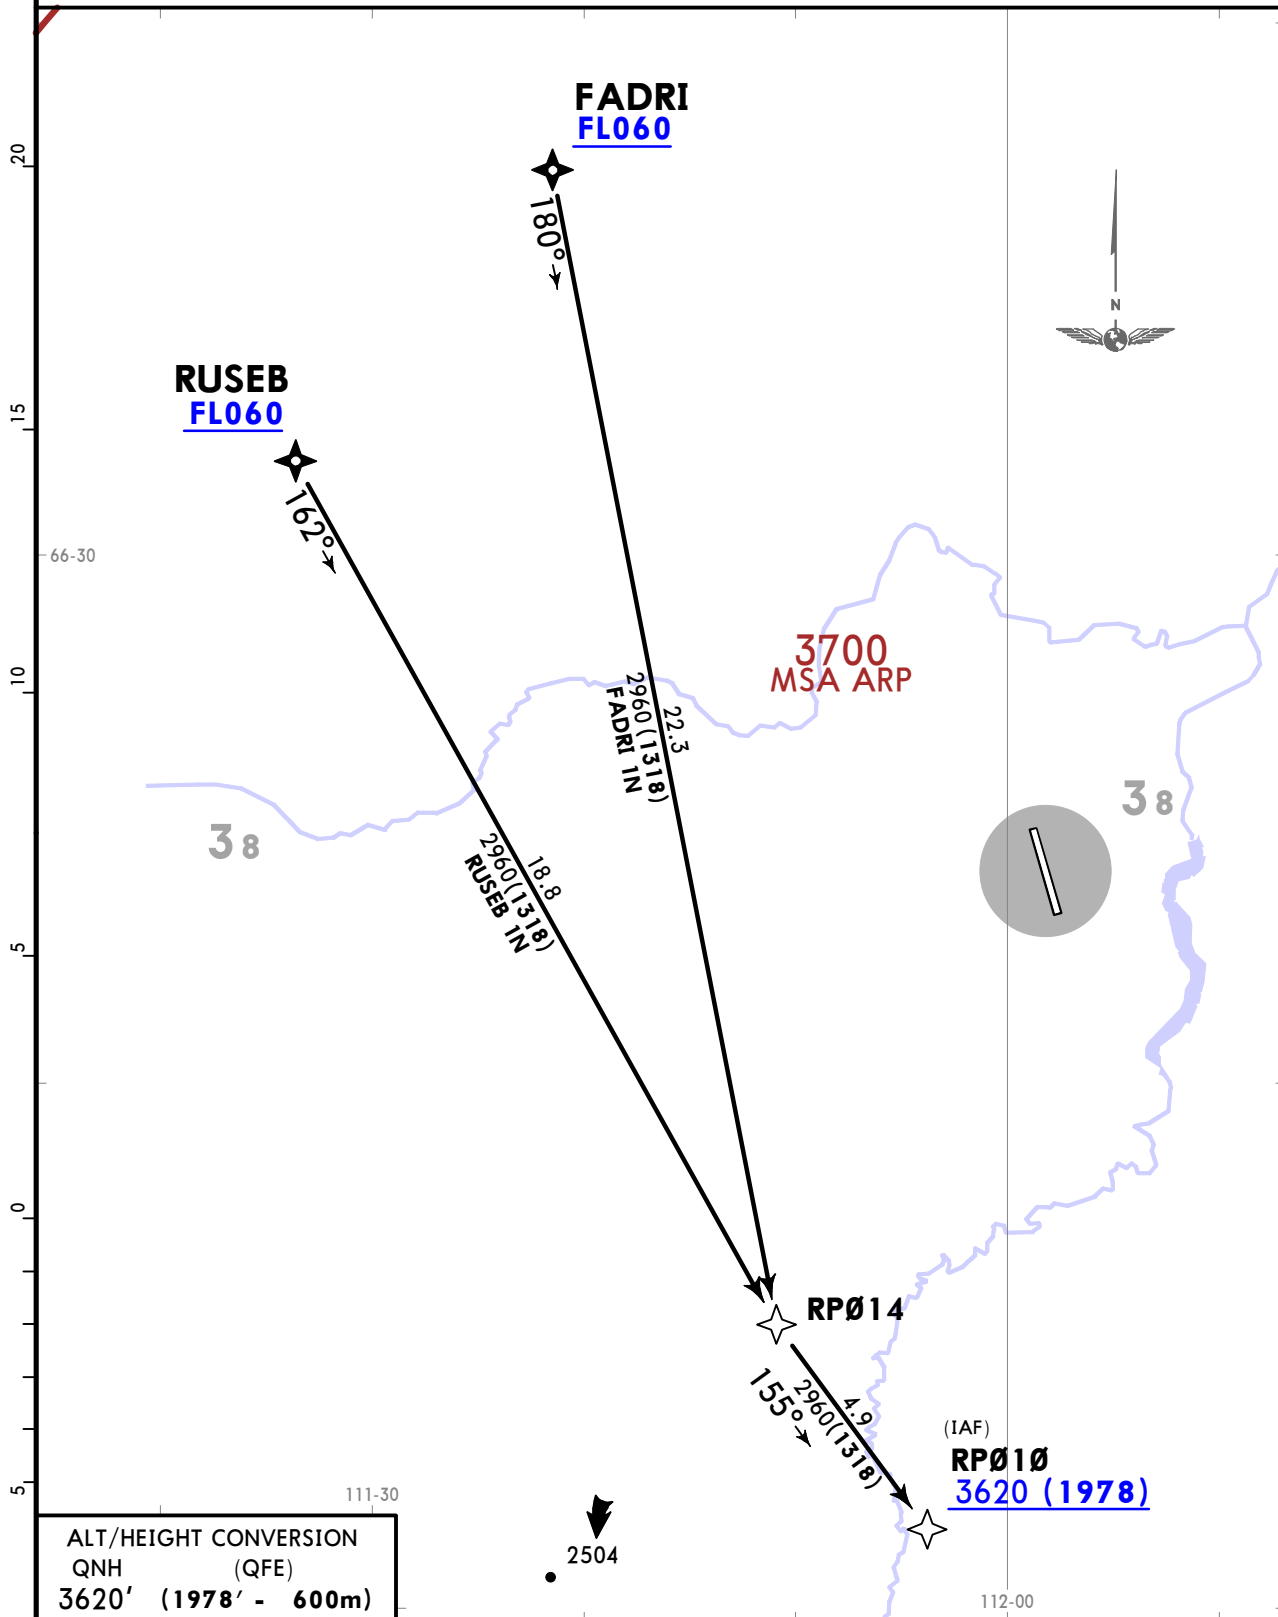 FADRI
FL060
20
180°
N
RUSEB
FL060
15
162°
66-30
3700
MSA ARP
10
22.3
2960 (1318)
FADRI 1N
38
38
18.8
2960(1318)
RUSEB 1N
5
0
RPØ14
155°
4.9
2960(1318)
(IAF)
RPØ1Ø
3620 (1978)
5
111-30
2504
112-00
ALT/HEIGHT CONVERSION
QNH (QFE)
3620' (1978' - 600m)